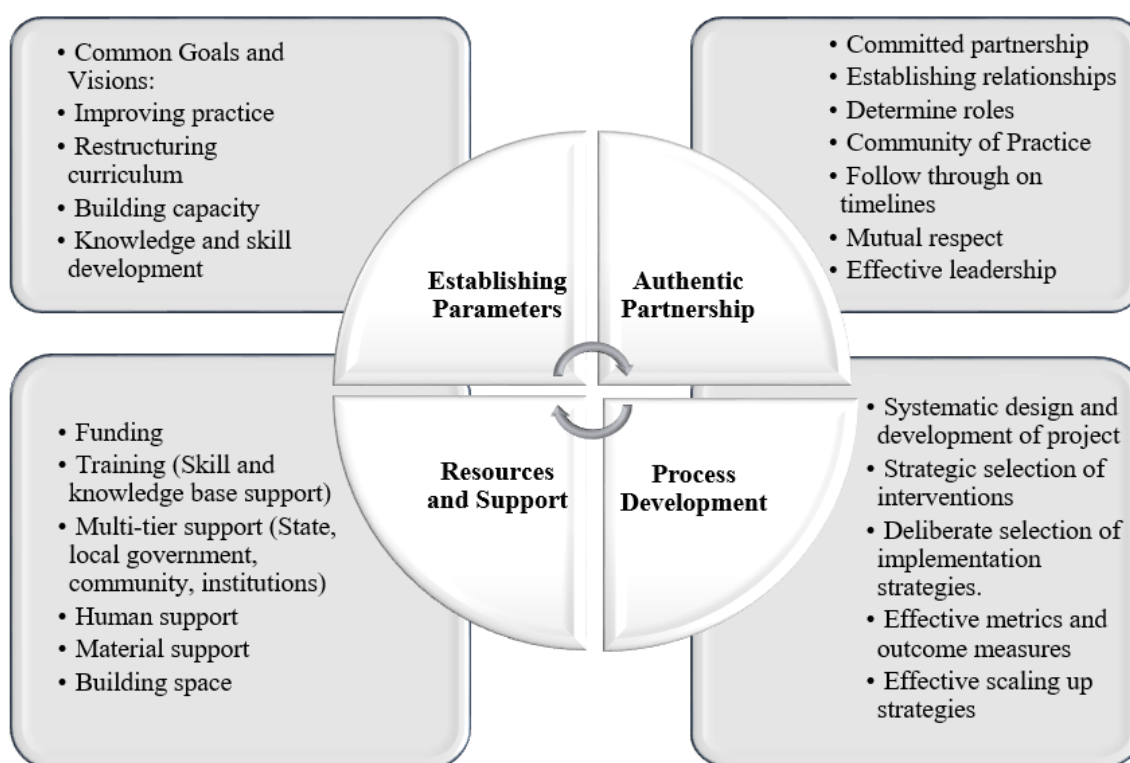 • Common Goals and
Visions:
• Improving practice
• Restructuring
curriculum
• Building capacity
• Knowledge and skill
development
• Committed partnership
• Establishing relationships
• Determine roles
• Community of Practice
• Follow through on
timelines
• Mutual respect
• Effective leadership
Establishing
Parameters
Authentic
Partnership
Resources
and Support
Process
Development
• Funding
• Training (Skill and
knowledge base support)
• Multi-tier support (State,
local government,
community, institutions)
• Human support
• Material support
• Building space
• Systematic design and
development of project
• Strategic selection of
interventions
• Deliberate selection of
implementation
strategies.
• Effective metrics and
outcome measures
• Effective scaling up
strategies